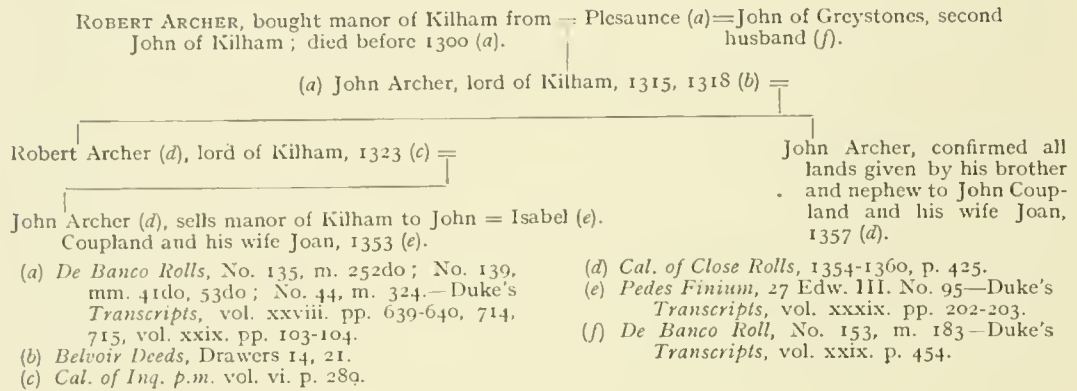 ROBERT ARCHER, bought manor of Kilham from = Plesaunce (a)=John of Greystones, second
John of Kilham ; died before 1300 (a). husband (f).
(a) John Archer, lord of Kilham, 1315, 1318 (b) =
Robert Archer (d), lord of Kilham, 1323 (c) =
John Archer, confirmed all
lands given by his brother
and nephew to John Coup-
land and his wife Joan,
1357 (d).
John Archer (d), sells manor of Kilham to John = Isabel (e).
Coupland and his wife Joan, 1353 (e).
(a) De Banco Rolls, No. 135, m. 252do ; No. 139,
mm. 41do, 53do ; No. 44, m. 324.—Duke's
Transcripts, vol. xxviii. pp. 639-640, 714,
715, vol. xxix. pp. 103-104.
(b) Belvoir Deeds, Drawers 14, 21.
(c) Cal. of Inq. p.m. vol. vi. p. 289.
(d) Cal. of Close Rolls, 1354-1360, p. 425.
(e) Pedes Finium, 27 Edw. III. No. 95—Duke's
Transcripts, vol. xxxix. pp. 202-203.
(f) De Banco Roll, No. 153, m. 183—Duke's
Transcripts, vol. xxix. p. 454.